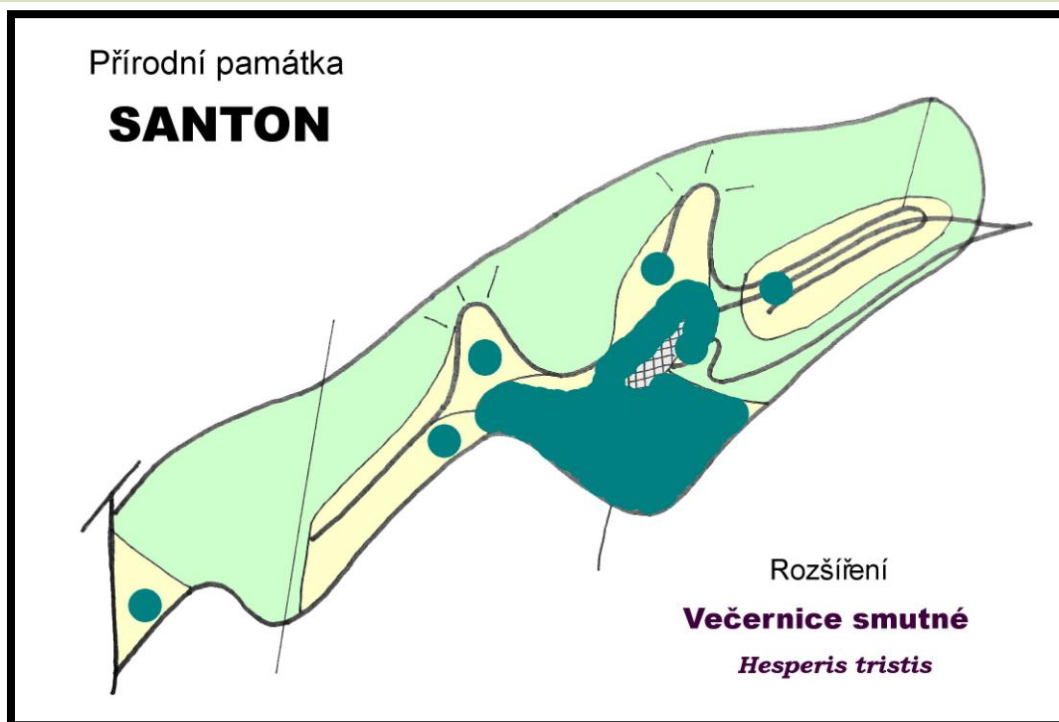 Přírodní památka
SANTON
Rozšíření
Večernice smutné
Hesperis tristis